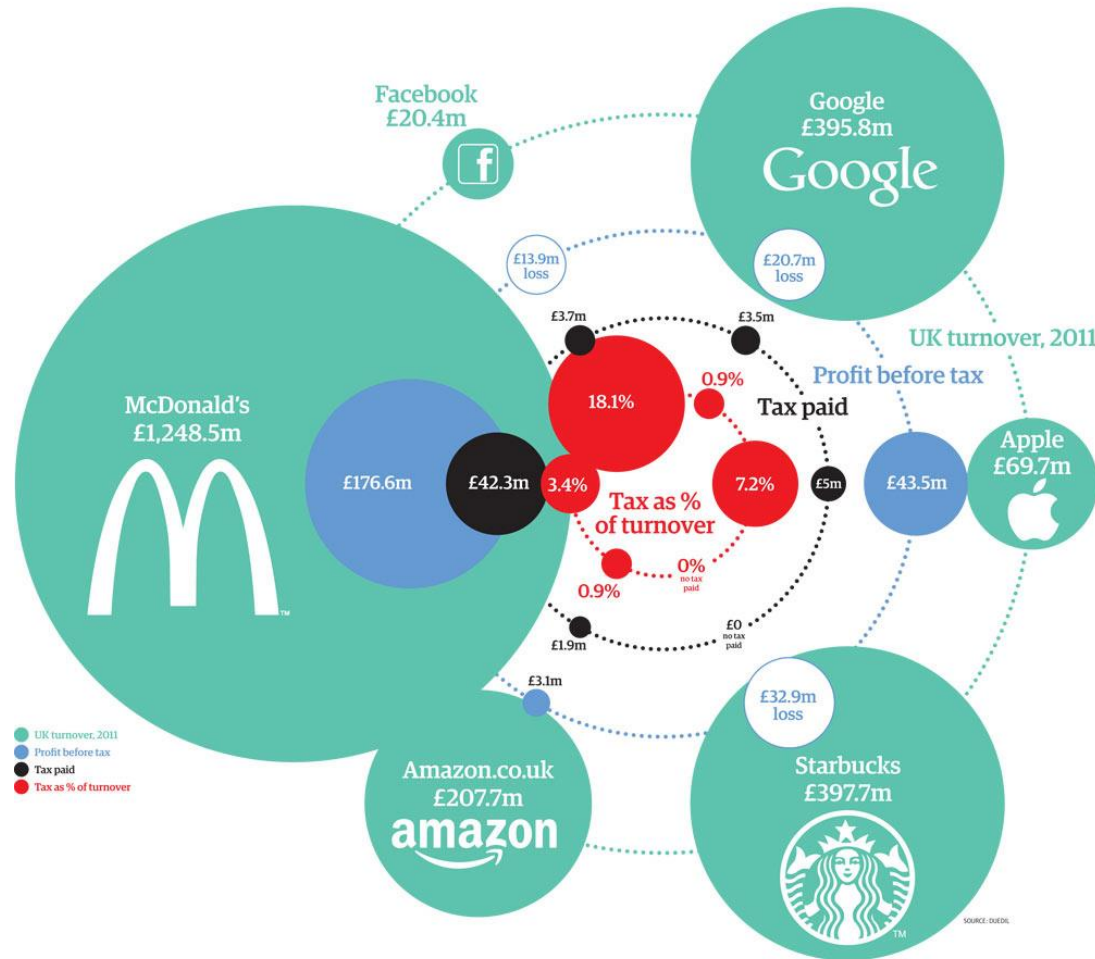 Facebook
£20.4m
f
Google
£395.8m
Google
£13.9m
loss
£20.7m
loss
£3.7m
£3.5m
UK turnover, 2011
Profit before tax
Tax paid
18.1%
0.9%
McDonald's
£1,248.5m
TM
£176.6m
£42.3m
3.4%
7.2%
£5m
£43.5m
Apple
£69.7m
Tax as %
of turnover
0.9%
0%
no tax
paid
£1.9m
£0
no tax
paid
£3.1m
£32.9m
loss
UK turnover, 2011
Profit before tax
Tax paid
Tax as % of turnover
Amazon.co.uk
£207.7m
amazon
Starbucks
£397.7m
TM
SOURCE: DUEDIL